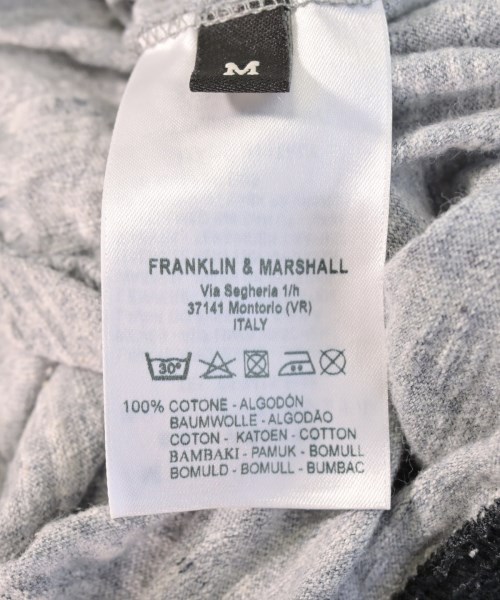 M
FRANKLIN & MARSHALL
Via Segheria 1/h
37141 Montorio (VR)
ITALY
30°
100% COTONE - ALGODÓN
BAUMWOLLE - ALGODÃO
COTON - KATOEN - COTTON
BAMBAKI - PAMUK - BOMULL
BOMULD - BOMULL - BUMBAC